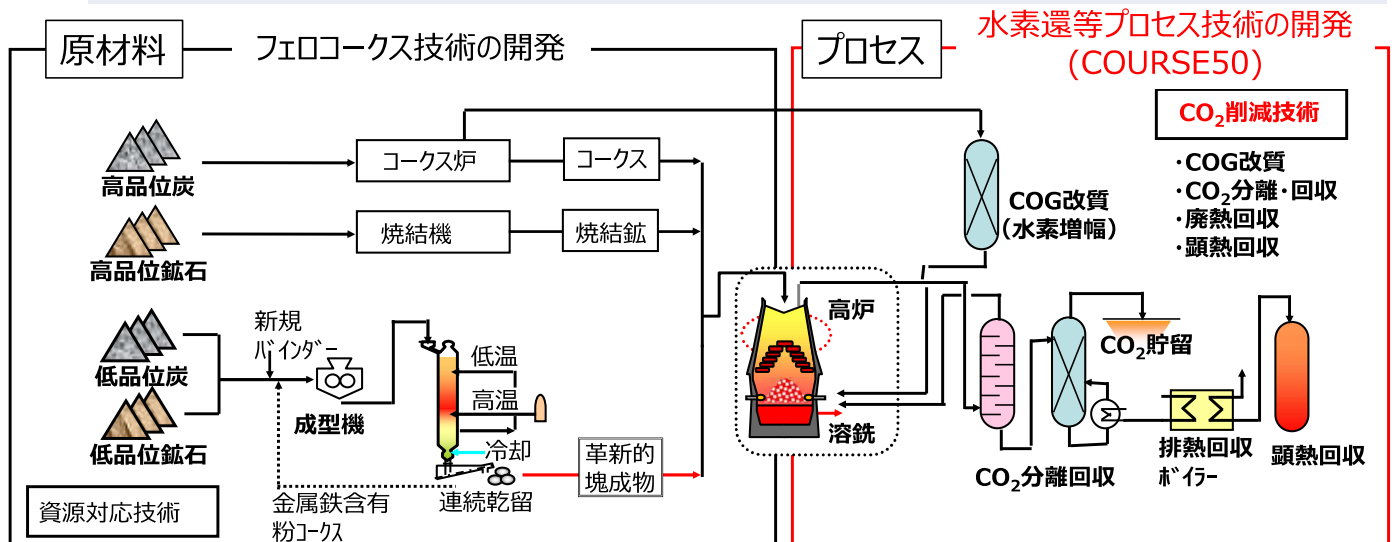 原材料
フェロコークス技術の開発
プロセス
水素還等プロセス技術の開発
(COURSE50)
CO₂削減技術
・COG改質
・CO₂分離・回収
・廃熱回収
・顕熱回収
高品位炭
コークス炉
コークス
高品位鉱石
焼結機
焼結鉱
COG改質
(水素増幅)
低品位炭
新規
バインダー
成型機
低品位鉱石
低温
高温
冷却
連続乾留
革新的
塊成物
金属鉄含有
粉コークス
資源対応技術
高炉
溶銑
CO₂分離回収
CO₂貯留
排熱回収
ボイラー
顕熱回収